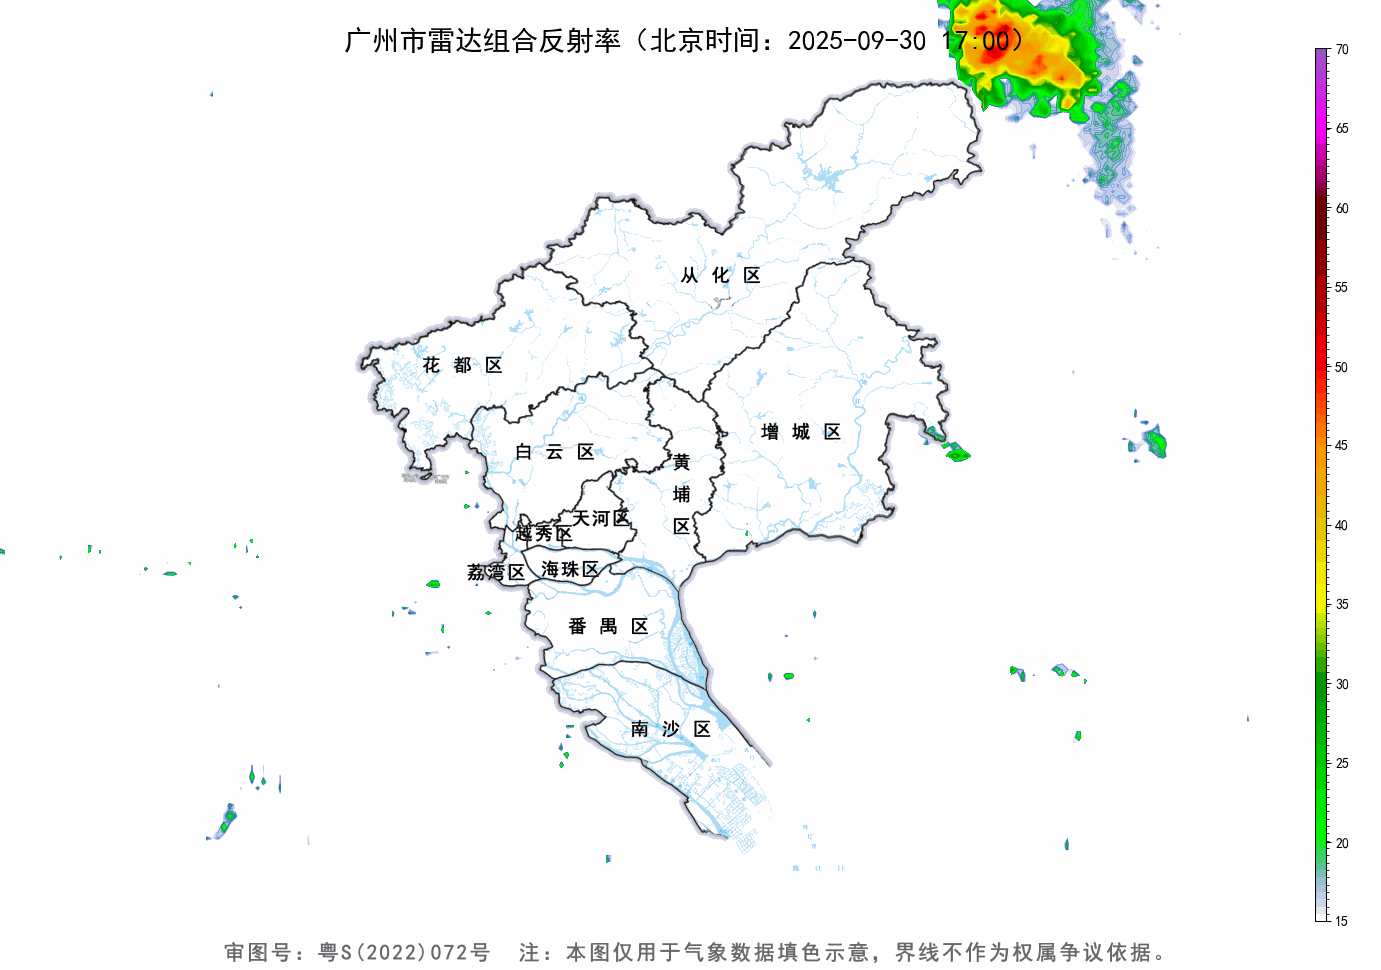 广州市雷达组合反射率（北京时间：2025-09-30 17:00）
70
65
60
55
50
45
40
35
30
25
20
15
从化区
花都区
增城区
白云区
黄埔区
天河区
越秀区
海珠区
荔湾区
番禺区
南沙区
审图号：粤S(2022)072号 注：本图仅用于气象数据填色示意，界线不作为权属争议依据。